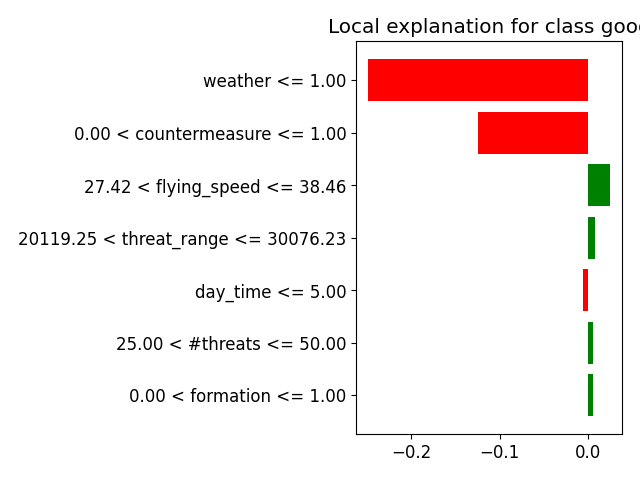 Local explanation for class good
weather <= 1.00
0.00 < countermeasure <= 1.00
27.42 < flying_speed <= 38.46
20119.25 < threat_range <= 30076.23
day_time <= 5.00
25.00 < #threats <= 50.00
0.00 < formation <= 1.00
−0.2 −0.1 0.0